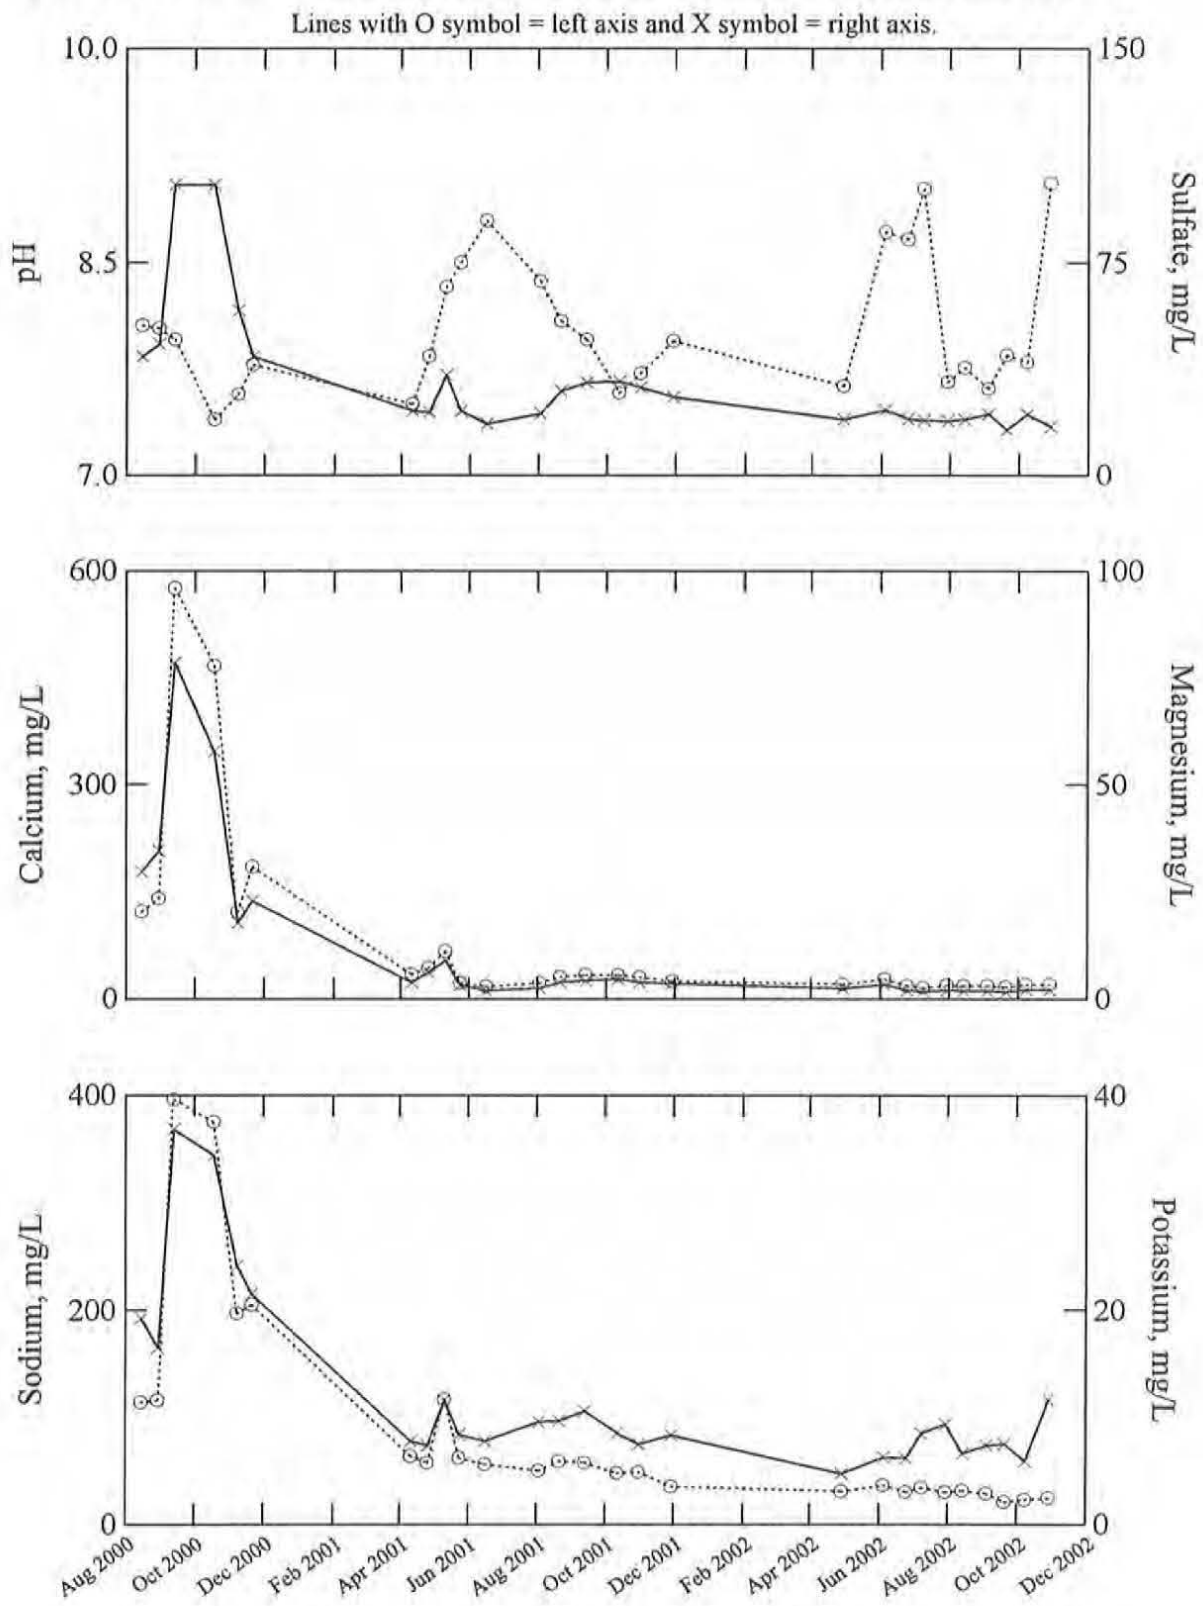 Lines with O symbol = left axis and X symbol = right axis.
10.0
150
pH
8.5
75
Sulfate, mg/L
7.0
0
600
100
Calcium, mg/L
300
50
Magnesium, mg/L
0
0
400
40
Sodium, mg/L
200
20
Potassium, mg/L
0
0
Aug 2000 Oct 2000 Dec 2000 Feb 2001 Apr 2001 Jun 2001 Aug 2001 Oct 2001 Dec 2001 Feb 2002 Apr 2002 Jun 2002 Aug 2002 Oct 2002 Dec 2002